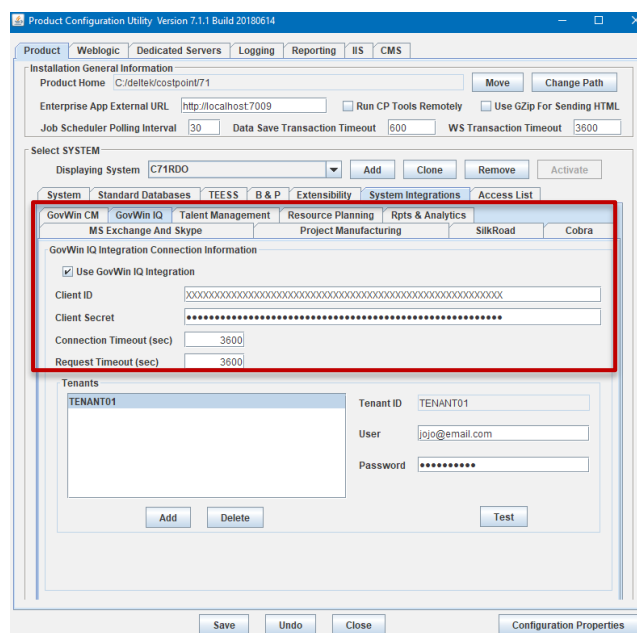 Product Configuration Utility Version 7.1.1 Build 20180614
Product Weblogic Dedicated Servers Logging Reporting IIS CMS
Installation General Information
Product Home C:/deltek/costpoint/71 Move Change Path
Enterprise App External URL http://localhost:7009 Run CP Tools Remotely Use GZip For Sending HTML
Job Scheduler Polling Interval 30 Data Save Transaction Timeout 600 WS Transaction Timeout 3600
Select SYSTEM
Displaying System C71RDO Add Clone Remove Activate
System Standard Databases TEESS B & P Extensibility System Integrations Access List
GovWin CM GovWin IQ Talent Management Resource Planning Rpts & Analytics
MS Exchange And Skype Project Manufacturing SilkRoad Cobra
GovWin IQ Integration Connection Information
Use GovWin IQ Integration
Client ID XXXXXXXXXXXXXXXXXXXXXXXXXXXXXXXXXXXXXXXXXXXXXXXXXXXXXXXXX
Client Secret
Connection Timeout (sec) 3600
Request Timeout (sec) 3600
Tenants
TENANT01 Tenant ID TENANT01
User jojo@email.com
Password
Add Delete Test
Save Undo Close Configuration Properties